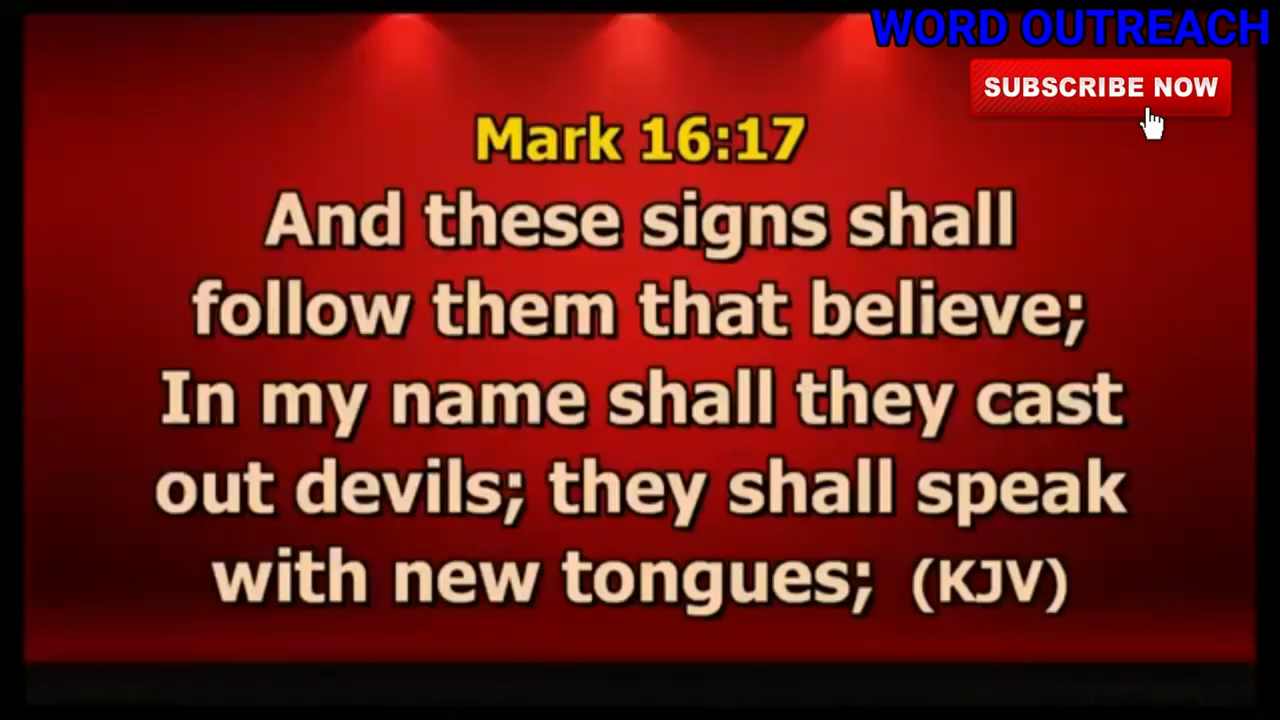 WORD OUTREACH
SUBSCRIBE NOW
Mark 16:17
And these signs shall
follow them that believe;
In my name shall they cast
out devils; they shall speak
with new tongues; (KJV)